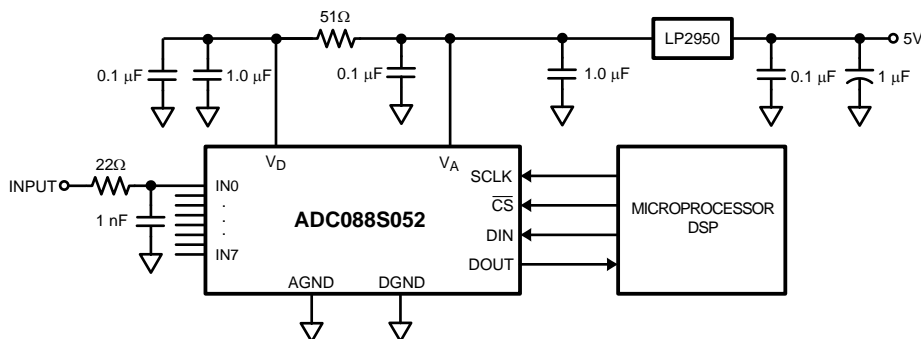 51Ω
LP2950
5V
0.1 μF
1.0 μF
0.1 μF
1.0 μF
0.1 μF
1 μF
VD
VA
22Ω
INPUT
IN0
.
.
.
.
IN7
1 nF
ADC088S052
SCLK
CS
DIN
DOUT
MICROPROCESSOR
DSP
AGND
DGND